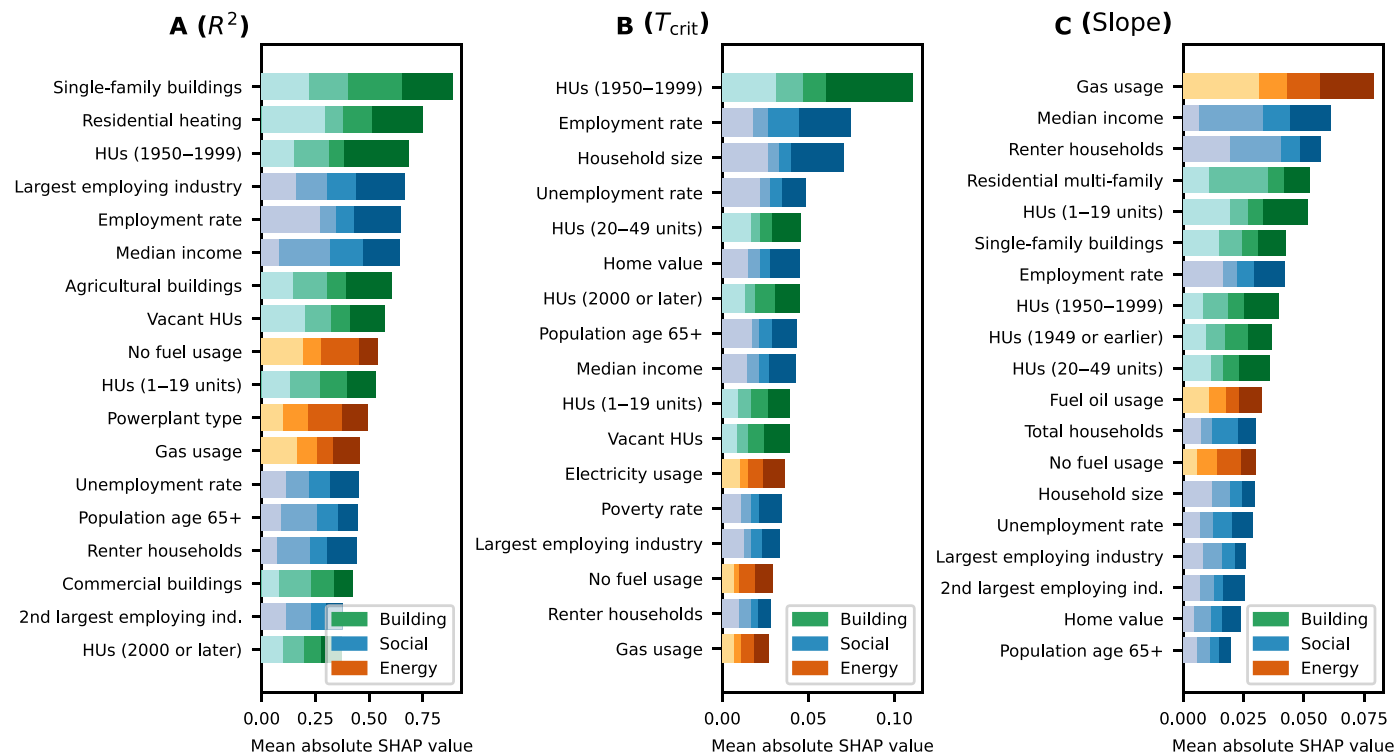 A (R²)
Single-family buildings
Residential heating
HUs (1950–1999)
Largest employing industry
Employment rate
Median income
Agricultural buildings
Vacant HUs
No fuel usage
HUs (1–19 units)
Powerplant type
Gas usage
Unemployment rate
Population age 65+
Renter households
Commercial buildings
2nd largest employing ind.
HUs (2000 or later)
Building
Social
Energy
0.00 0.25 0.50 0.75
Mean absolute SHAP value
B (T_crit)
HUs (1950–1999)
Employment rate
Household size
Unemployment rate
HUs (20–49 units)
Home value
HUs (2000 or later)
Population age 65+
Median income
HUs (1–19 units)
Vacant HUs
Electricity usage
Poverty rate
Largest employing industry
No fuel usage
Renter households
Gas usage
Building
Social
Energy
0.00 0.05 0.10
Mean absolute SHAP value
C (Slope)
Gas usage
Median income
Renter households
Residential multi-family
HUs (1–19 units)
Single-family buildings
Employment rate
HUs (1950–1999)
HUs (1949 or earlier)
HUs (20–49 units)
Fuel oil usage
Total households
No fuel usage
Household size
Unemployment rate
Largest employing industry
2nd largest employing ind.
Home value
Population age 65+
Building
Social
Energy
0.000 0.025 0.050 0.075
Mean absolute SHAP value